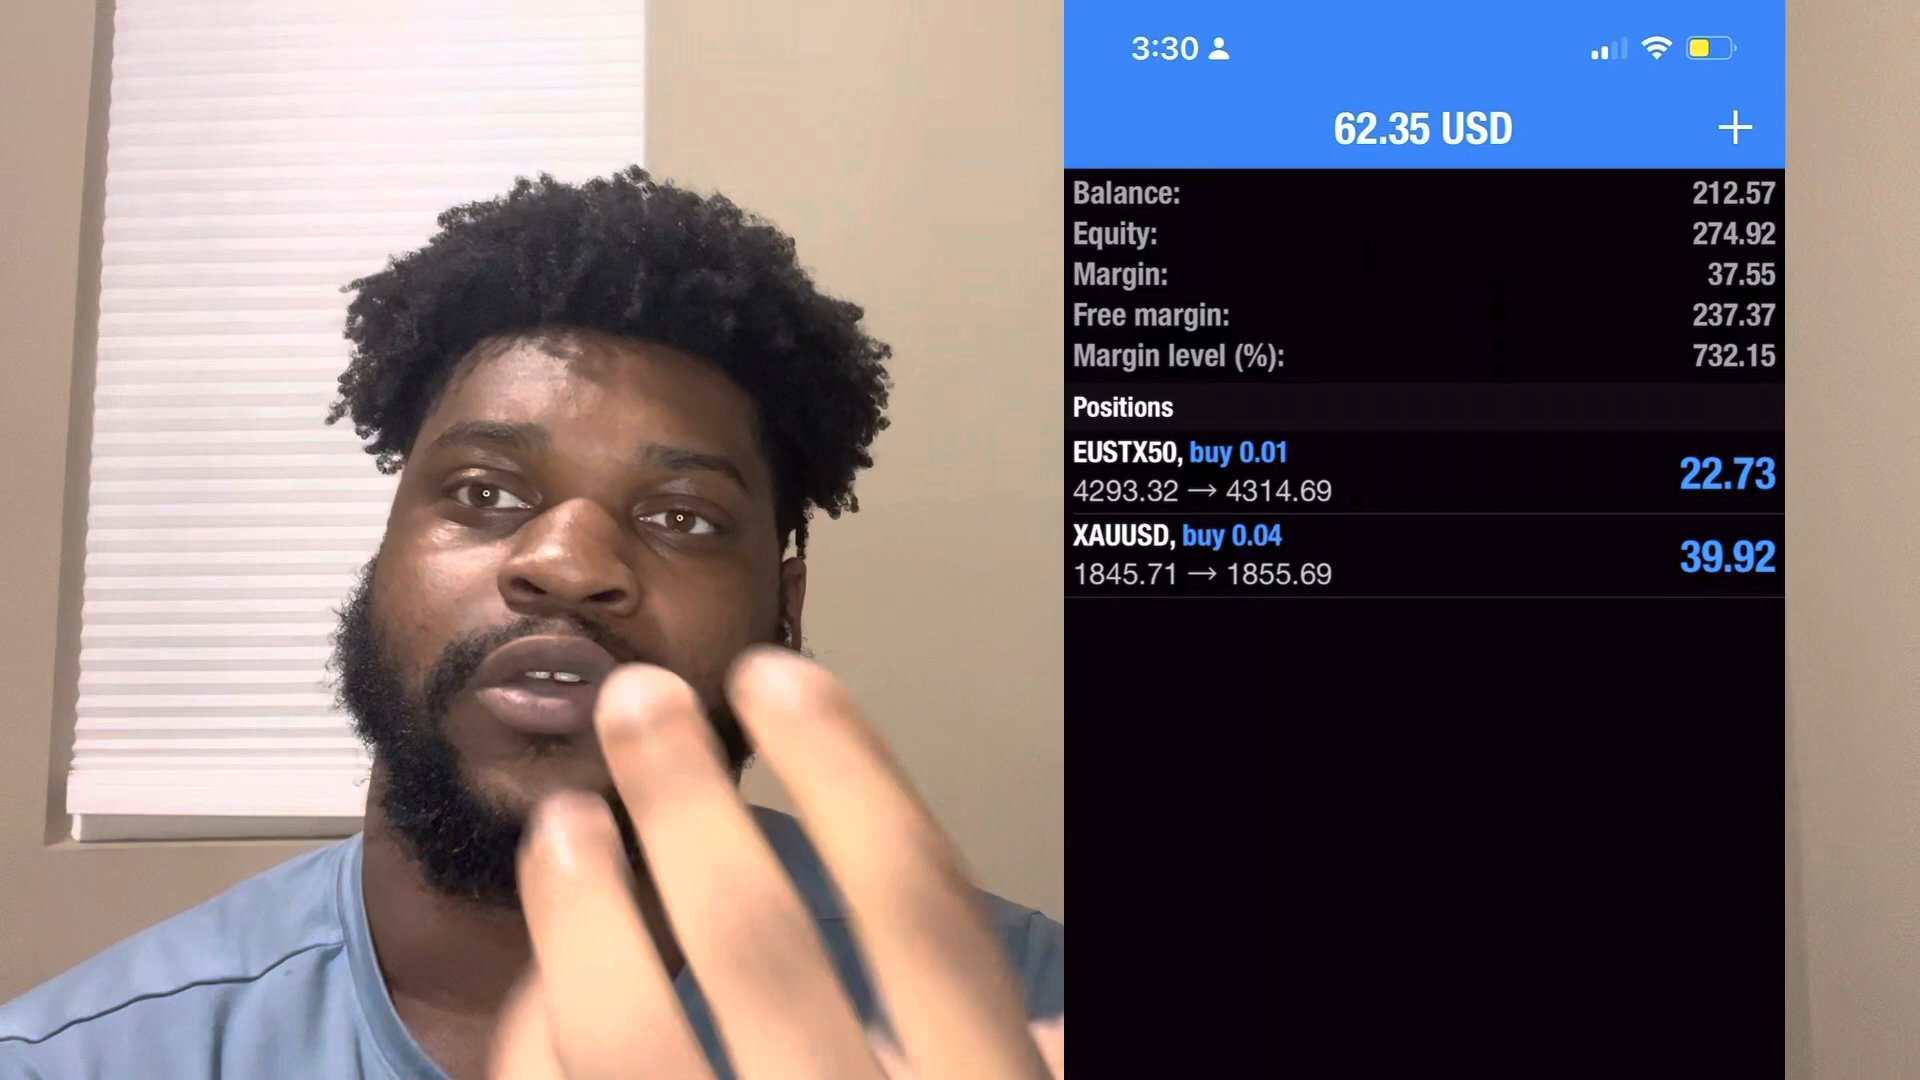 3:30
62.35 USD
Balance: 212.57
Equity: 274.92
Margin: 37.55
Free margin: 237.37
Margin level (%): 732.15
Positions
EUSTX50, buy 0.01
4293.32 → 4314.69
22.73
XAUUSD, buy 0.04
1845.71 → 1855.69
39.92